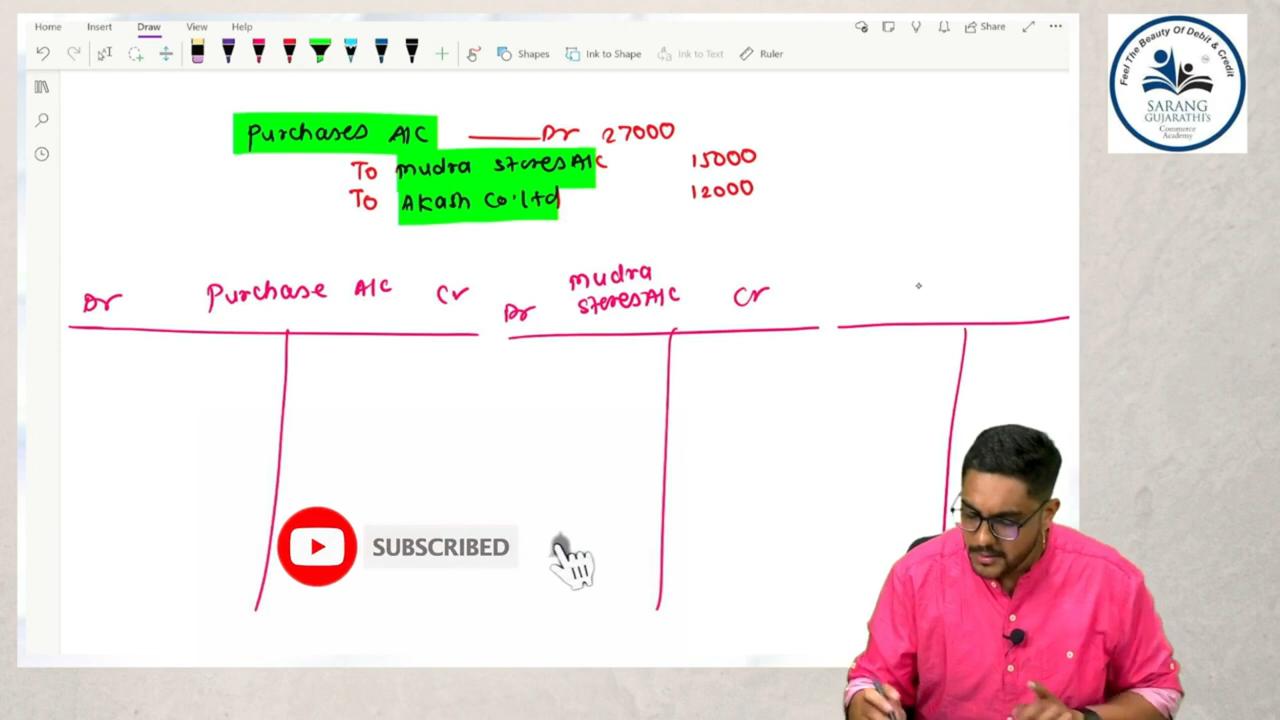 Home Insert Draw View Help
Share
Shapes Ink to Shape Ink to Text Ruler
Purchases A/C ——— Dr 27000
To mudra stores A/C 15000
To Akash Co. Ltd 12000
Dr Purchase A/C Cr
Dr mudra stores A/C Cr
SUBSCRIBED
Feel The Beauty Of Debit & Credit
SARANG
GUJARATHI's
Commerce
Academy